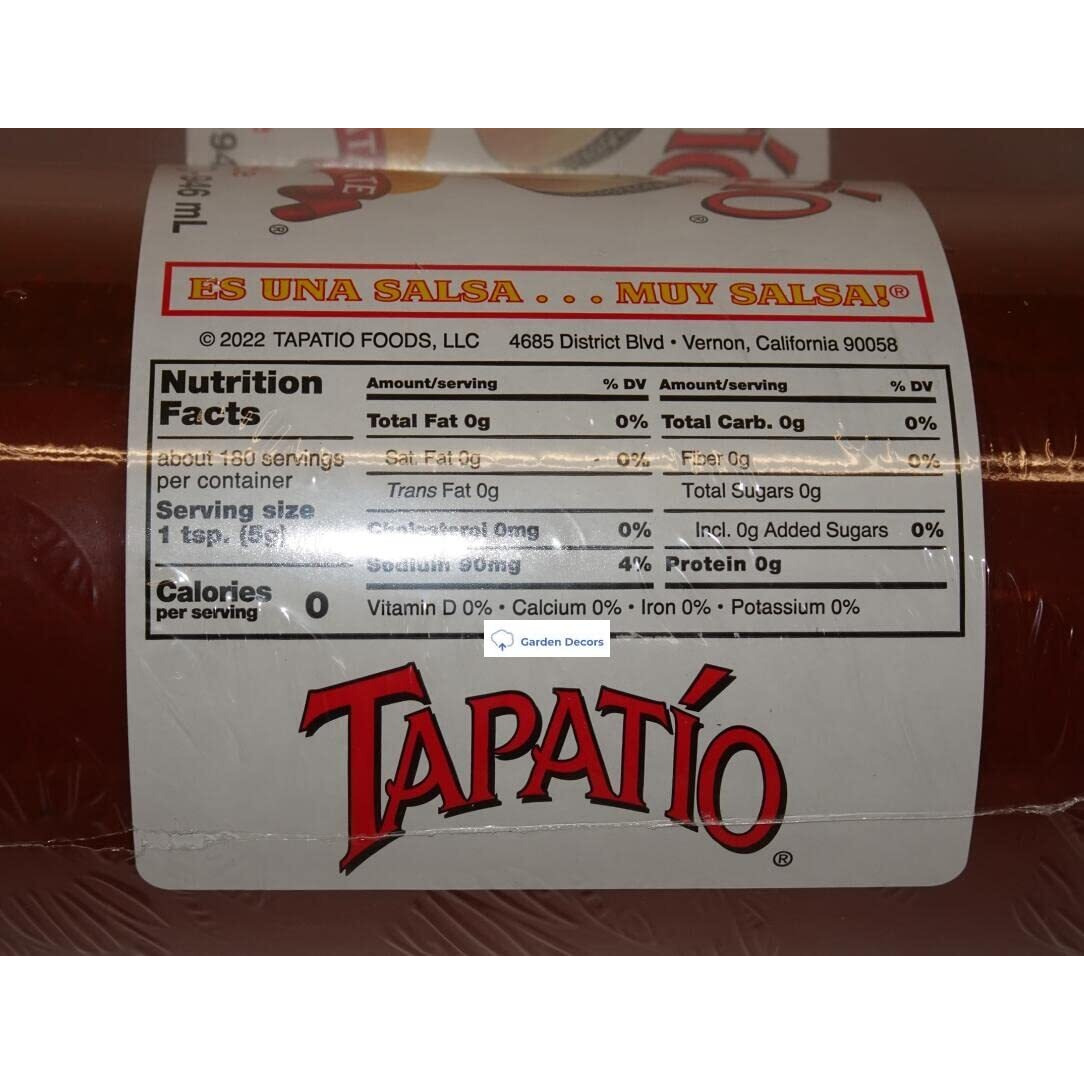 946 mL
ES UNA SALSA . . . MUY SALSA!®
© 2022 TAPATIO FOODS, LLC 4685 District Blvd • Vernon, California 90058
Nutrition
Facts
about 180 servings
per container
Serving size
1 tsp. (5g)
Calories
per serving 0
Amount/serving % DV
Total Fat 0g 0%
Sat. Fat 0g 0%
Trans Fat 0g
Cholesterol 0mg 0%
Sodium 90mg 4%
Amount/serving % DV
Total Carb. 0g 0%
Fiber 0g 0%
Total Sugars 0g
Incl. 0g Added Sugars 0%
Protein 0g
Vitamin D 0% • Calcium 0% • Iron 0% • Potassium 0%
Garden Decors
TAPATÍO®